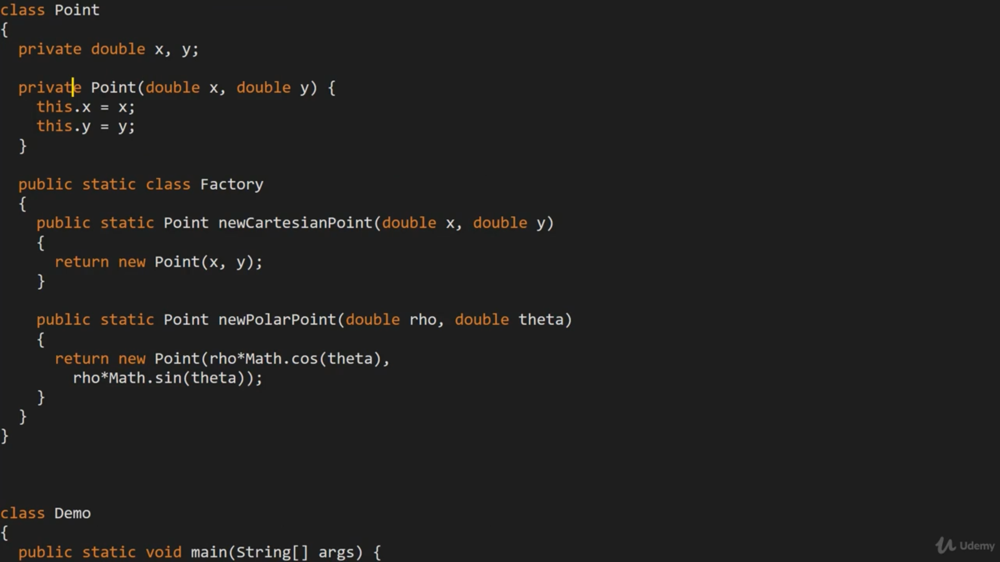 class Point
{
  private double x, y;

  private Point(double x, double y) {
    this.x = x;
    this.y = y;
  }

  public static class Factory
  {
    public static Point newCartesianPoint(double x, double y)
    {
      return new Point(x, y);
    }

    public static Point newPolarPoint(double rho, double theta)
    {
      return new Point(rho*Math.cos(theta),
        rho*Math.sin(theta));
    }
  }
}

class Demo
{
  public static void main(String[] args) {
Udemy